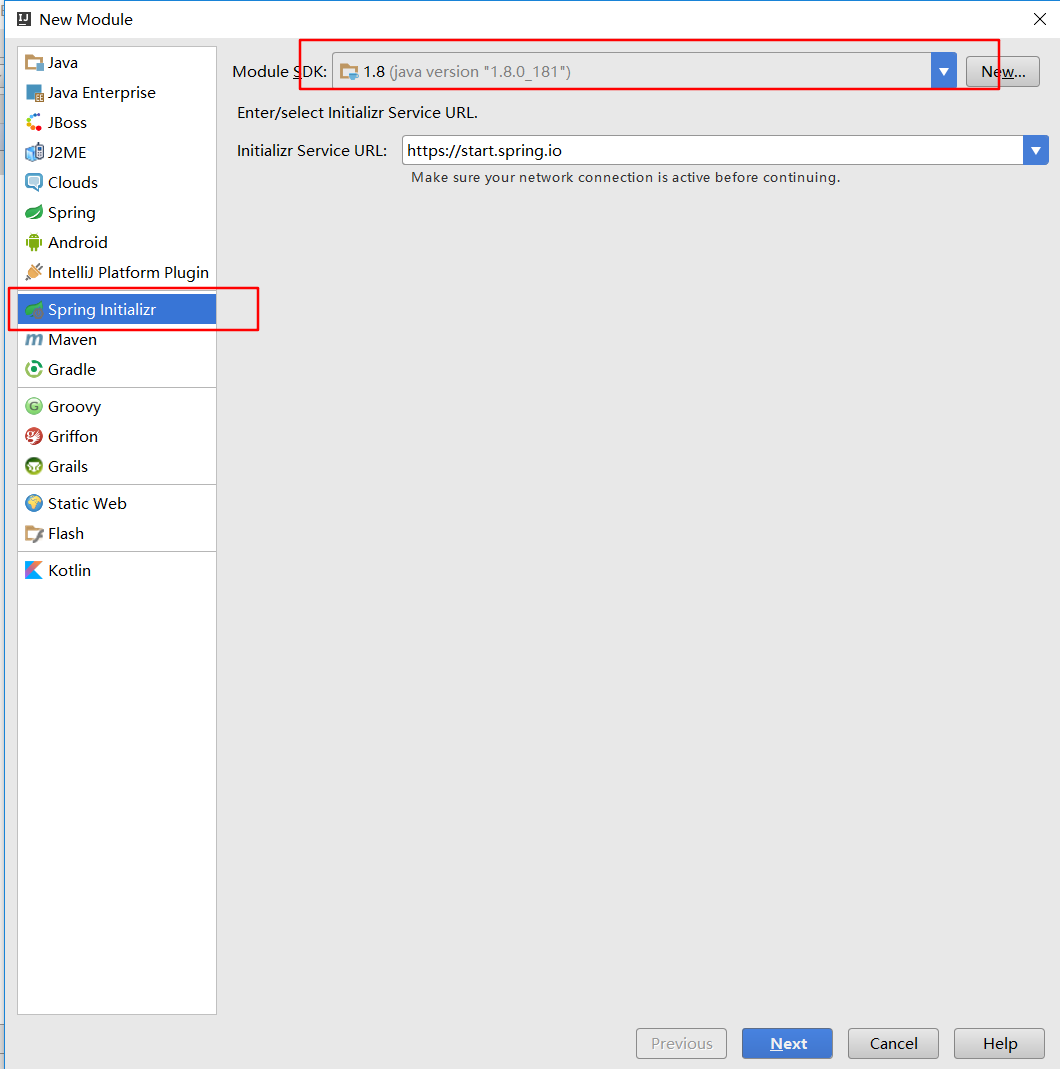 New Module
Java
Java Enterprise
JBoss
J2ME
Clouds
Spring
Android
IntelliJ Platform Plugin
Spring Initializr
Maven
Gradle
Groovy
Griffon
Grails
Static Web
Flash
Kotlin
Module SDK: 1.8 (java version "1.8.0_181") New...
Enter/select Initializr Service URL.
Initializr Service URL: https://start.spring.io
Make sure your network connection is active before continuing.
Previous Next Cancel Help